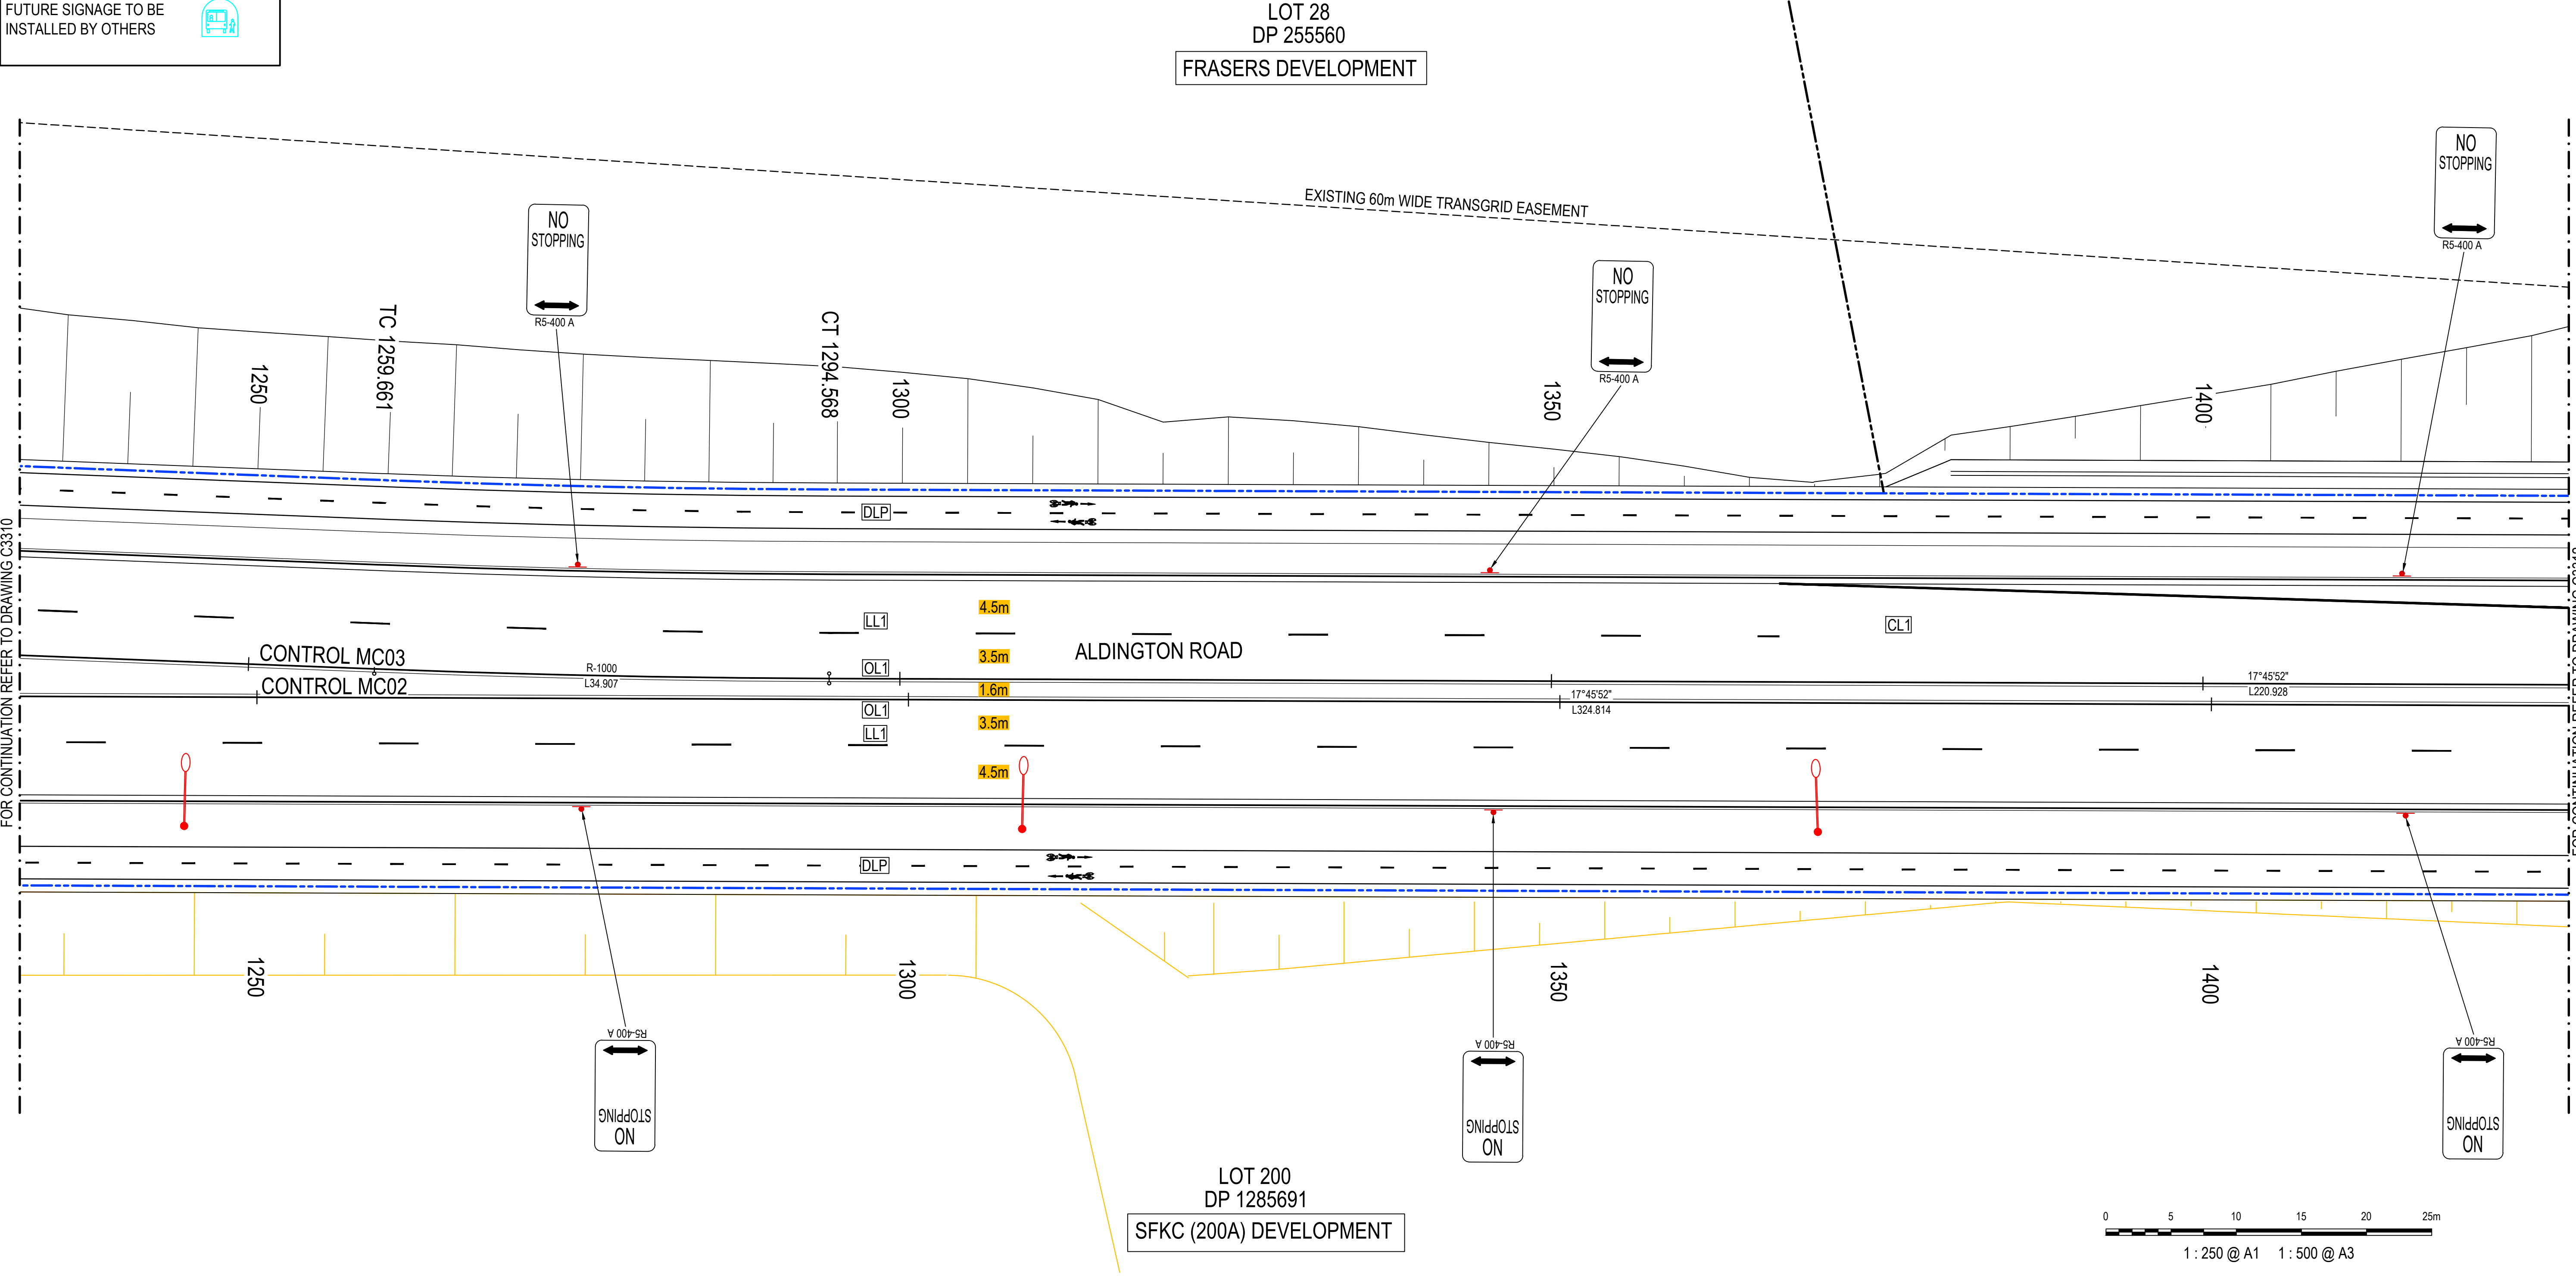 FUTURE SIGNAGE TO BE
INSTALLED BY OTHERS
LOT 28
DP 255560
FRASERS DEVELOPMENT
EXISTING 60m WIDE TRANSGRID EASEMENT
NO
STOPPING
R5-400 A
NO
STOPPING
R5-400 A
NO
STOPPING
R5-400 A
1250
TC 1259.661
CT 1294.568
1300
1350
1400
FOR CONTINUATION REFER TO DRAWING C3310
DLP
LL1
4.5m
CL1
CONTROL MC03
R-1000
L34.907
OL1
3.5m
ALDINGTON ROAD
CONTROL MC02
1.6m
17°45'52"
L220.928
17°45'52"
L324.814
OL1
3.5m
LL1
4.5m
DLP
FOR CONTINUATION REFER TO DRAWING
1250
1300
1350
1400
R5-400 A
NO
STOPPING
R5-400 A
NO
STOPPING
R5-400 A
NO
STOPPING
LOT 200
DP 1285691
SFKC (200A) DEVELOPMENT
0 5 10 15 20 25m
1 : 250 @ A1 1 : 500 @ A3